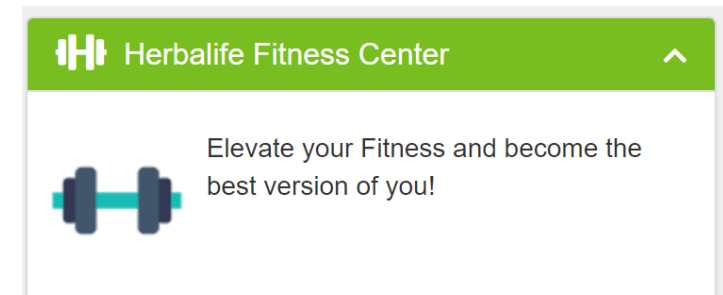 Herbalife Fitness Center
Elevate your Fitness and become the
best version of you!